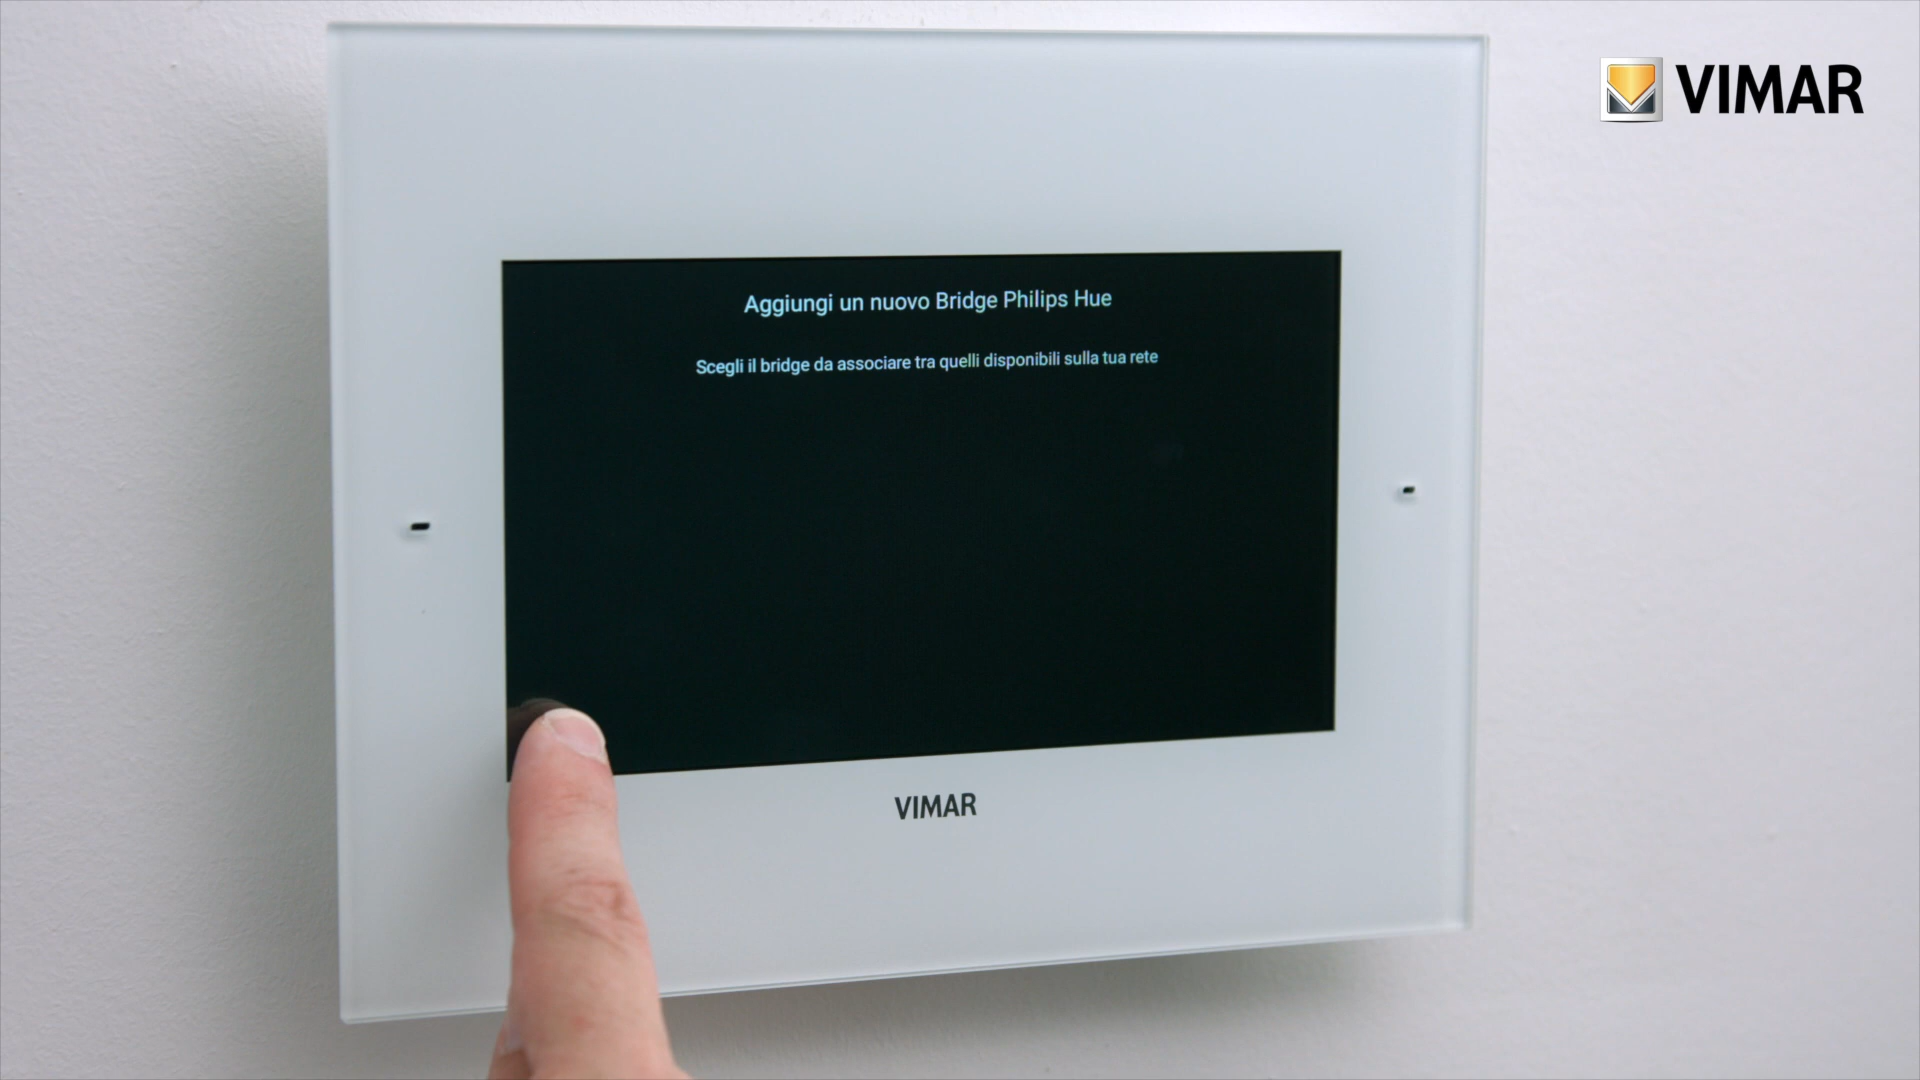 VIMAR
Aggiungi un nuovo Bridge Philips Hue
Scegli il bridge da associare tra quelli disponibili sulla tua rete
VIMAR